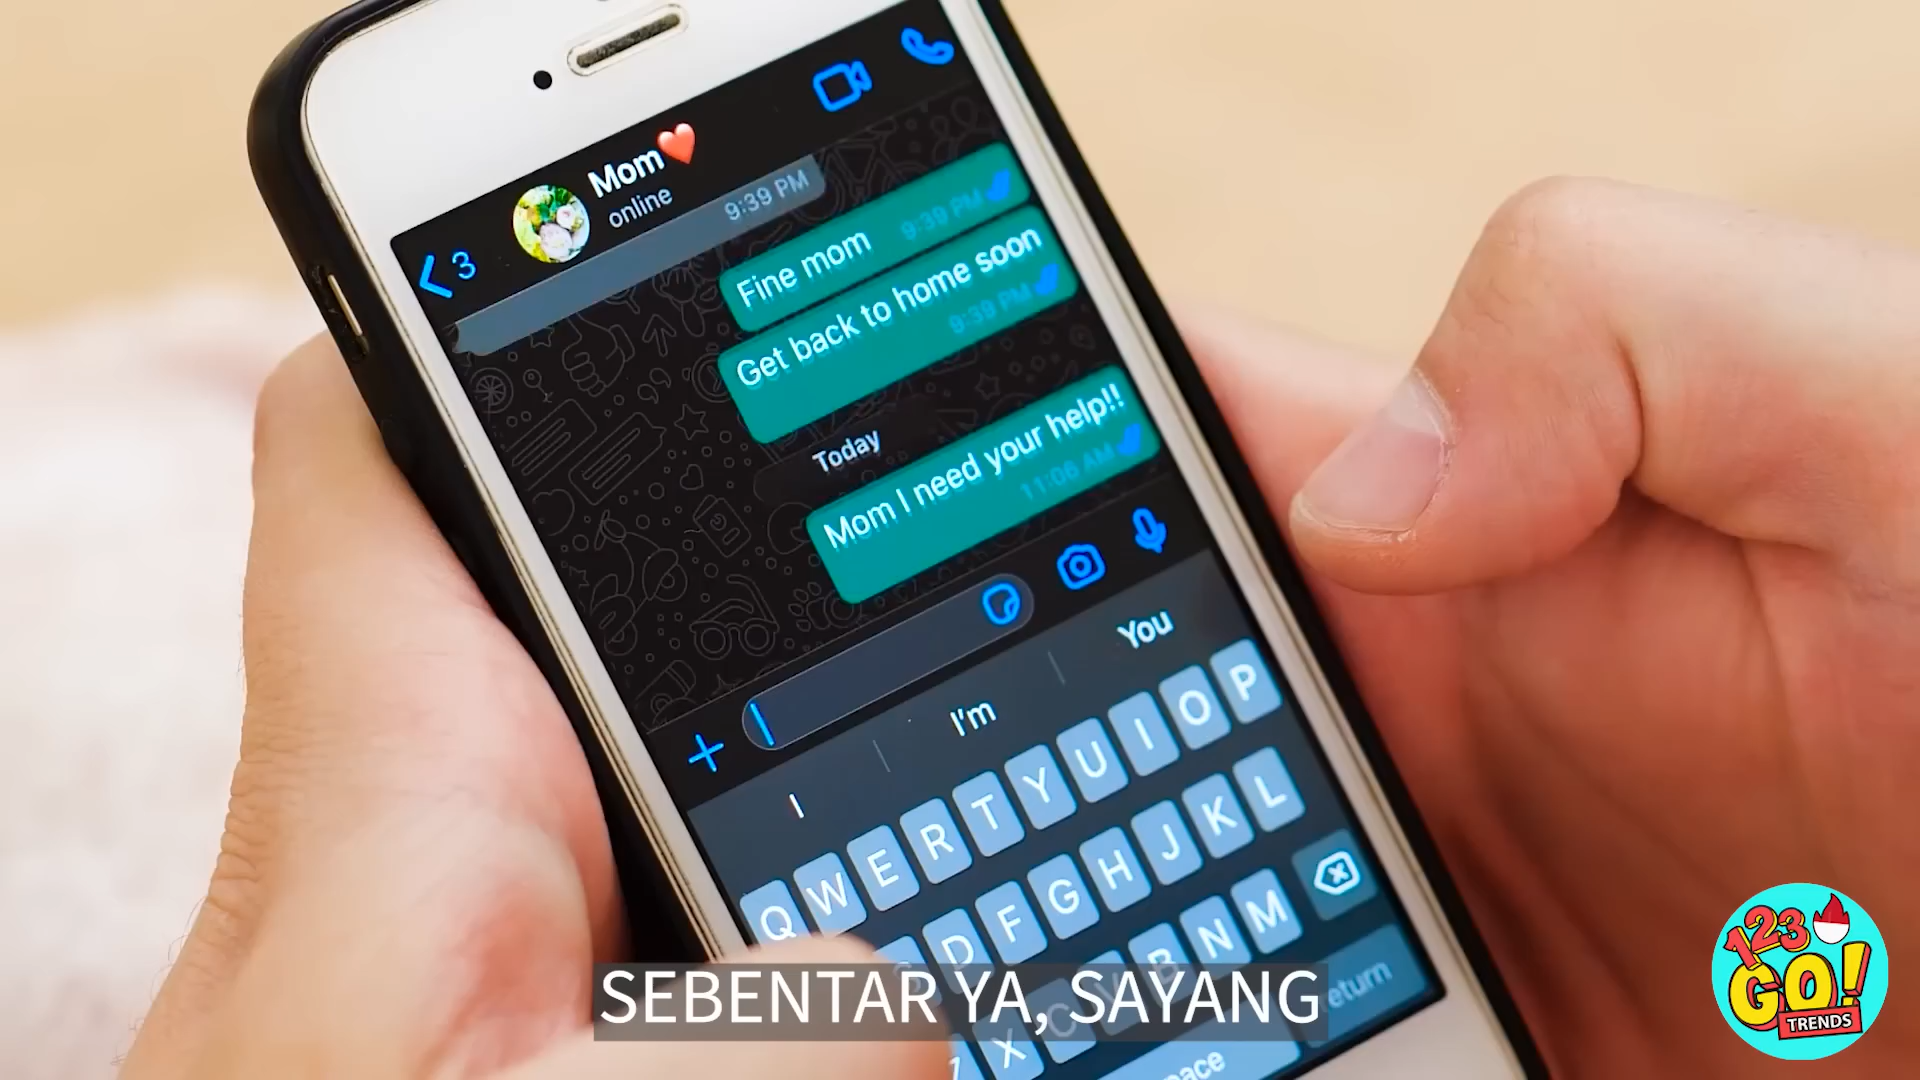 Mom❤️
online
3
9:39 PM
Fine mom 9:39 PM
Get back to home soon
9:39 PM
Today
Mom I need your help!!
11:06 AM
I I'm You
Q W E R T Y U I O P
D F G H J K L
X C V B N M
return
SEBENTAR YA, SAYANG
123
GO!
TRENDS